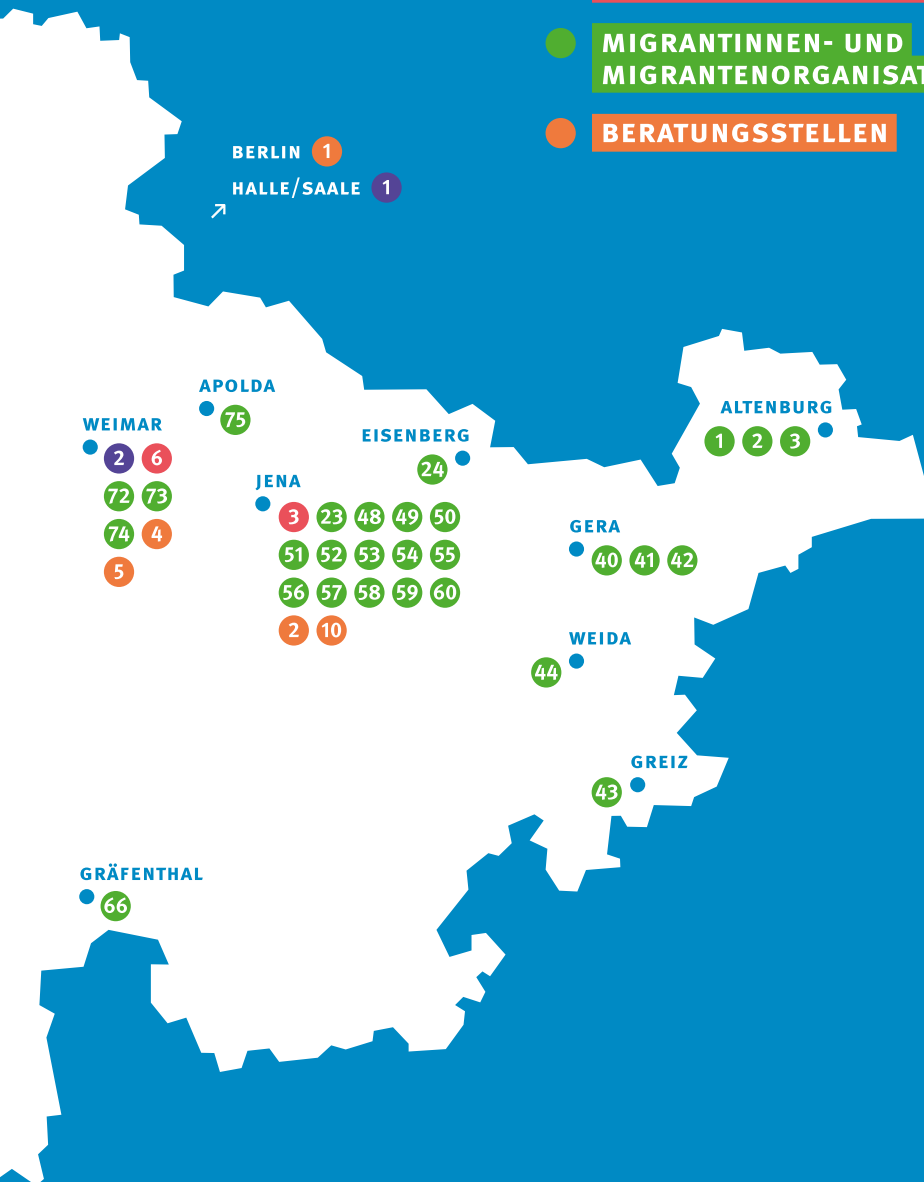 MIGRANTINNEN- UND
MIGRANTENORGANISAT
BERATUNGSSTELLEN
BERLIN 1
HALLE/SAALE 1
APOLDA
75
WEIMAR
2 6
72 73
74 4
5
EISENBERG
24
JENA
3 23 48 49 50
51 52 53 54 55
56 57 58 59 60
2 10
ALTENBURG
1 2 3
GERA
40 41 42
WEIDA
44
GREIZ
43
GRÄFENTHAL
66